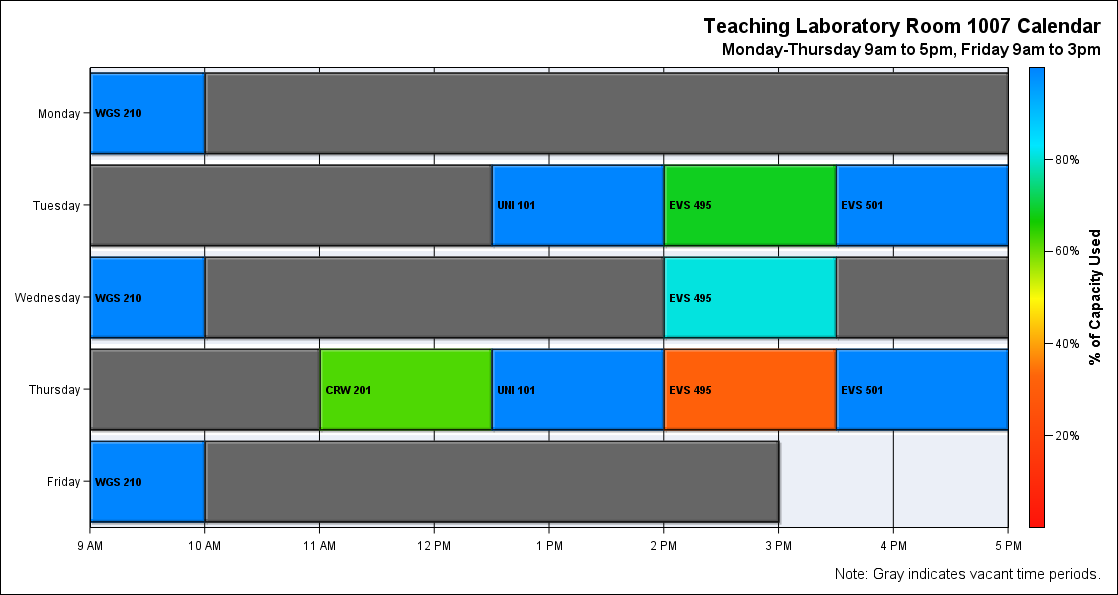 Teaching Laboratory Room 1007 Calendar
Monday-Thursday 9am to 5pm, Friday 9am to 3pm
Monday
WGS 210
Tuesday
UNI 101
EVS 495
EVS 501
Wednesday
WGS 210
EVS 495
Thursday
CRW 201
UNI 101
EVS 495
EVS 501
Friday
WGS 210
9 AM
10 AM
11 AM
12 PM
1 PM
2 PM
3 PM
4 PM
5 PM
80%
60%
40%
20%
% of Capacity Used
Note: Gray indicates vacant time periods.